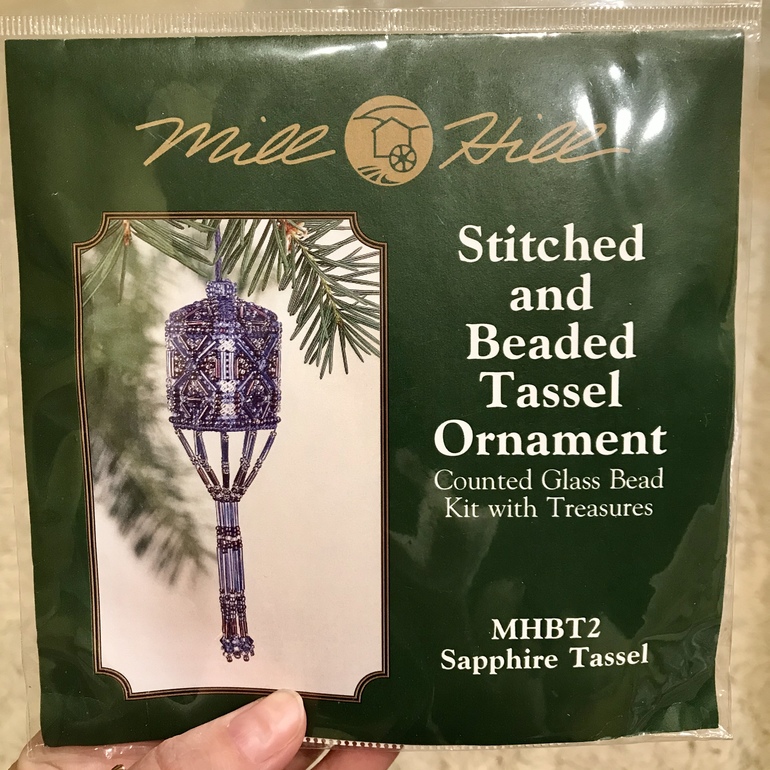 Mill Hill
Stitched
and
Beaded
Tassel
Ornament
Counted Glass Bead
Kit with Treasures
MHBT2
Sapphire Tassel